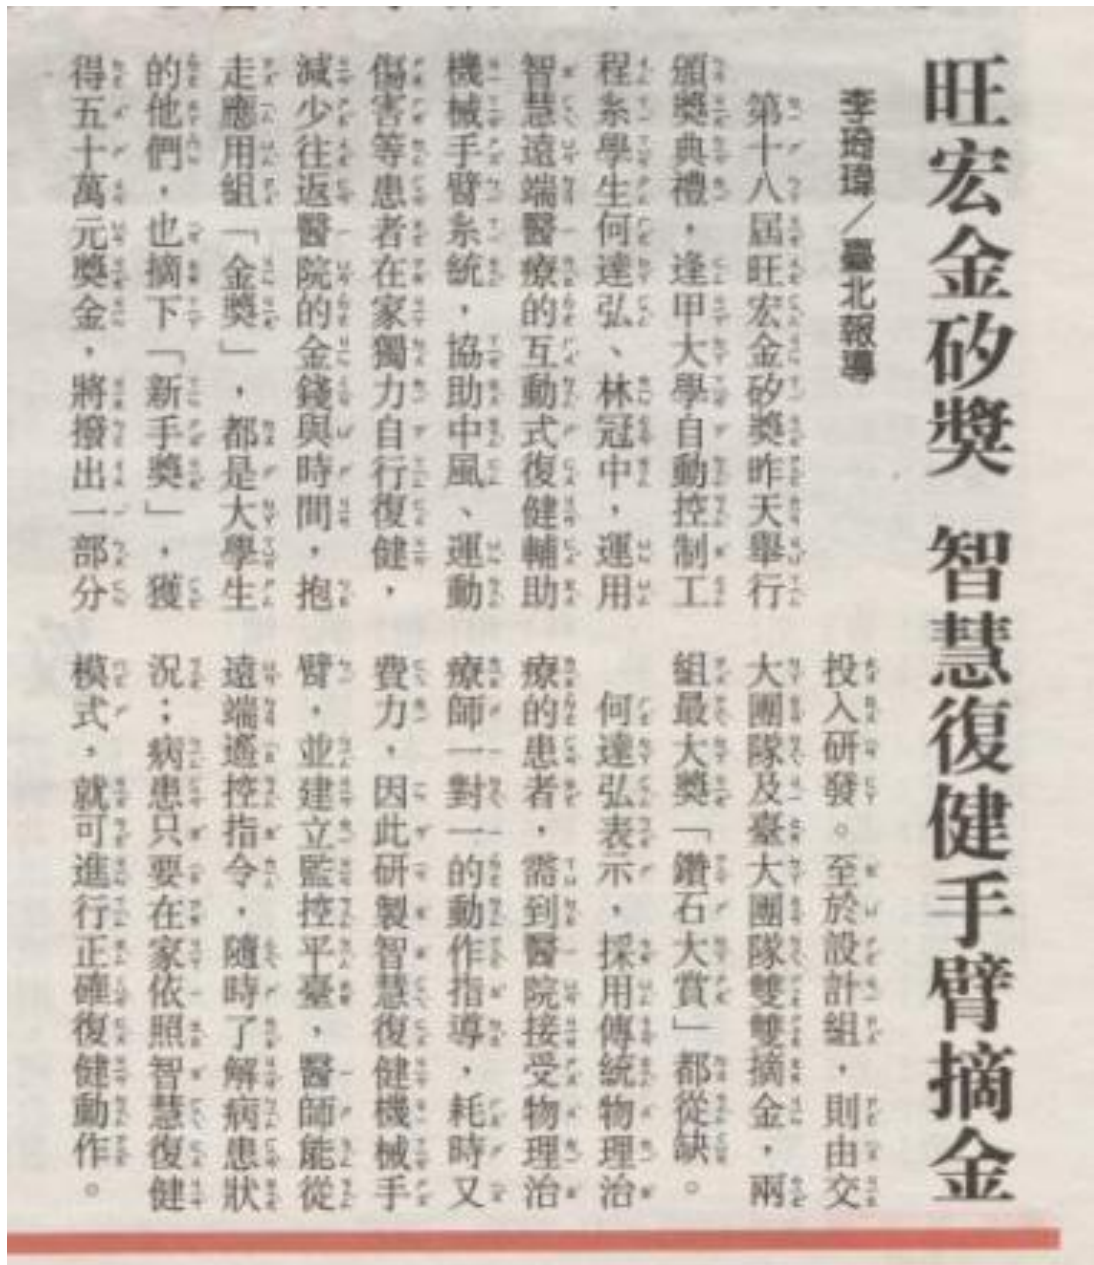 旺宏金矽獎 智慧復健手臂摘金
李琦瑋／臺北報導
第十八屆旺宏金矽獎昨天舉行
頒獎典禮，逢甲大學自動控制工
程系學生何達弘、林冠中，運用
智慧遠端醫療的互動式復健輔助
機械手臂系統，協助中風、運動
傷害等患者在家獨力自行復健，
減少往返醫院的金錢與時間，抱
走應用組「金獎」，都是大學生
的他們，也摘下「新手獎」，獲
得五十萬元獎金，將撥出一部分
投入研發。至於設計組，則由交
大團隊及臺大團隊雙雙摘金，兩
組最大獎「鑽石大賞」都從缺。
何達弘表示，採用傳統物理治
療的患者，需到醫院接受物理治
療師一對一的動作指導，耗時又
費力，因此研製智慧復健機械手
臂，並建立監控平臺，醫師能從
遠端遙控指令，隨時了解病患狀
況；病患只要在家依照智慧復健
模式，就可進行正確復健動作。